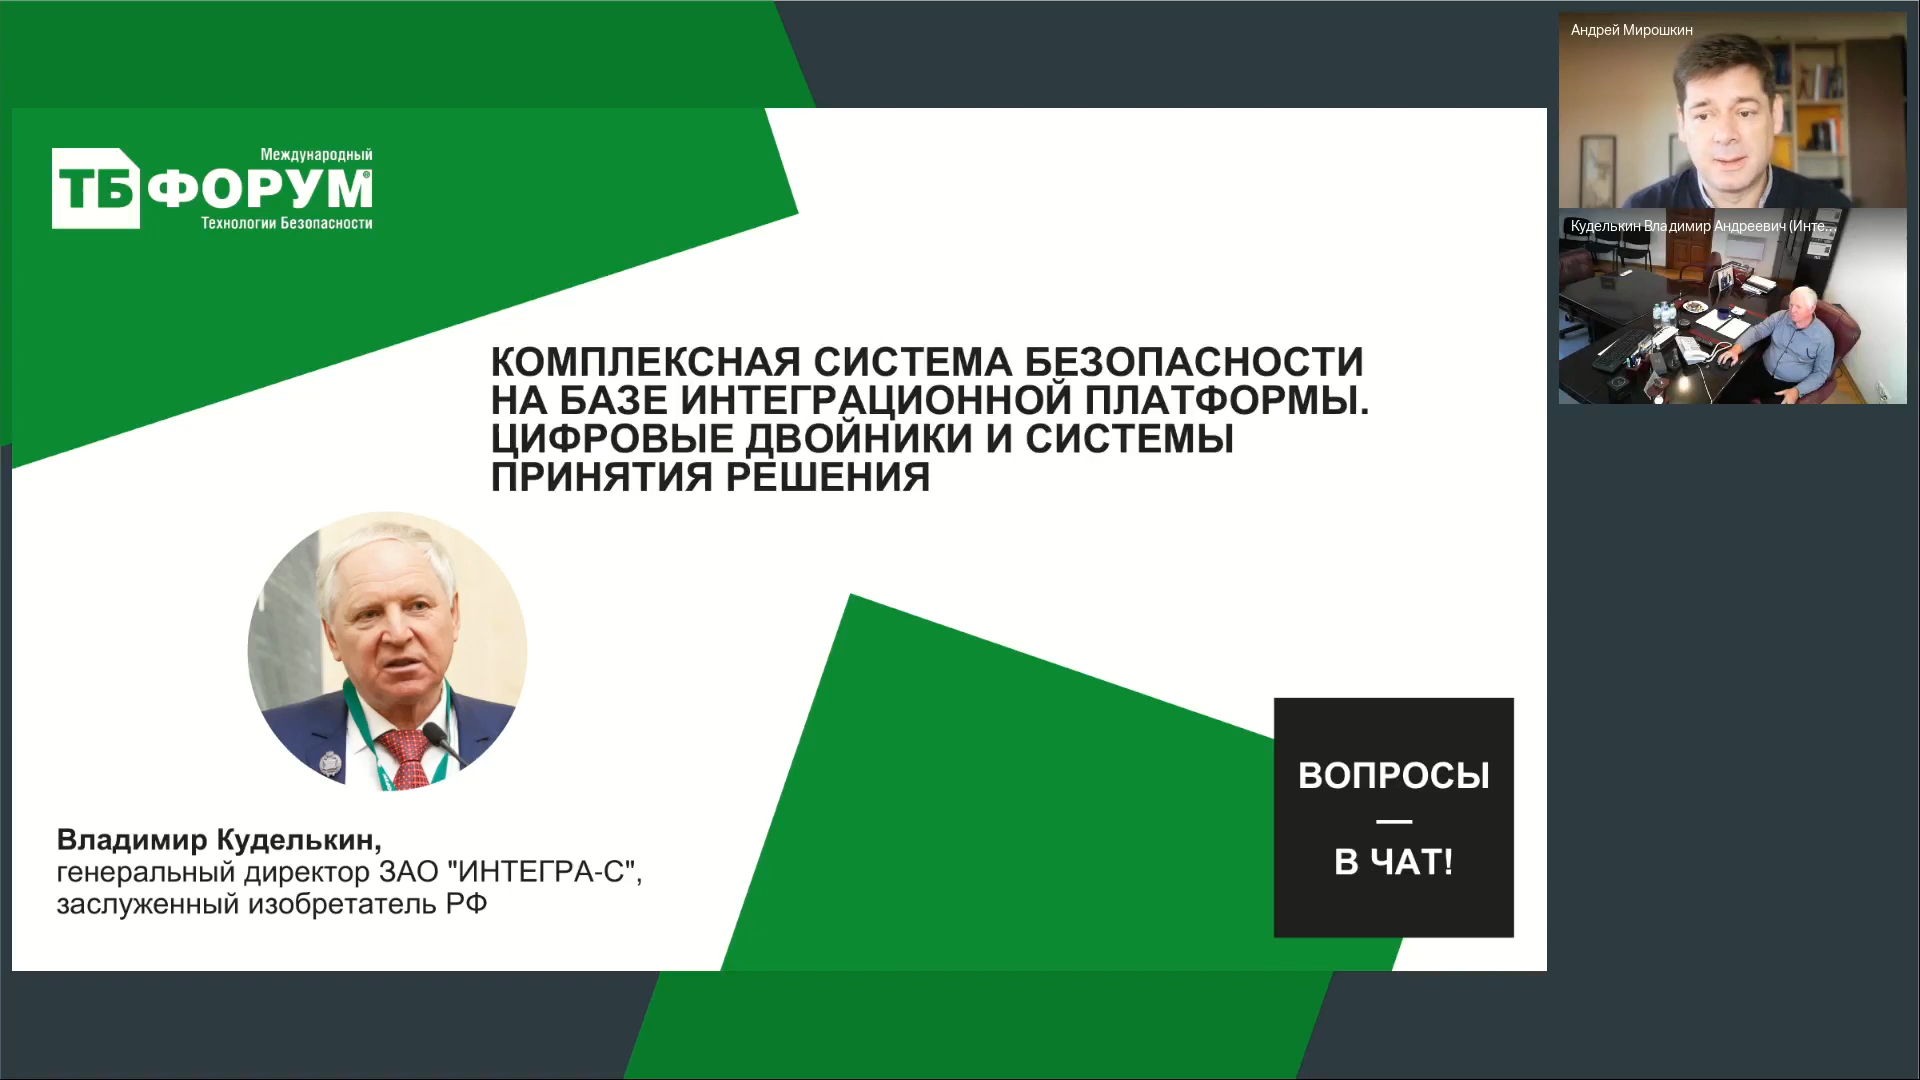 Международный
ТБ ФОРУМ®
Технологии Безопасности
КОМПЛЕКСНАЯ СИСТЕМА БЕЗОПАСНОСТИ
НА БАЗЕ ИНТЕГРАЦИОННОЙ ПЛАТФОРМЫ.
ЦИФРОВЫЕ ДВОЙНИКИ И СИСТЕМЫ
ПРИНЯТИЯ РЕШЕНИЯ
Владимир Куделькин,
генеральный директор ЗАО "ИНТЕГРА-С",
заслуженный изобретатель РФ
ВОПРОСЫ
—
В ЧАТ!
Андрей Мирошкин
Куделькин Владимир Андреевич (Инте...